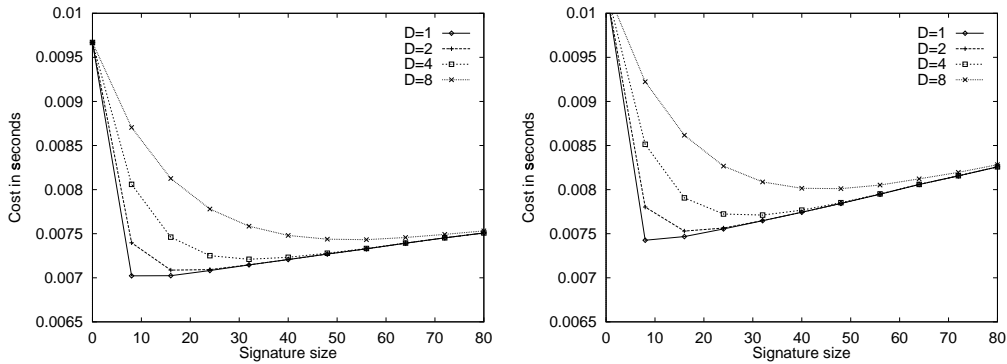 0.01
0.0095
0.009
0.0085
0.008
0.0075
0.007
0.0065
0 10 20 30 40 50 60 70 80
Cost in seconds
Signature size
D=1
D=2
D=4
D=8
0.01
0.0095
0.009
0.0085
0.008
0.0075
0.007
0.0065
0 10 20 30 40 50 60 70 80
Cost in seconds
Signature size
D=1
D=2
D=4
D=8